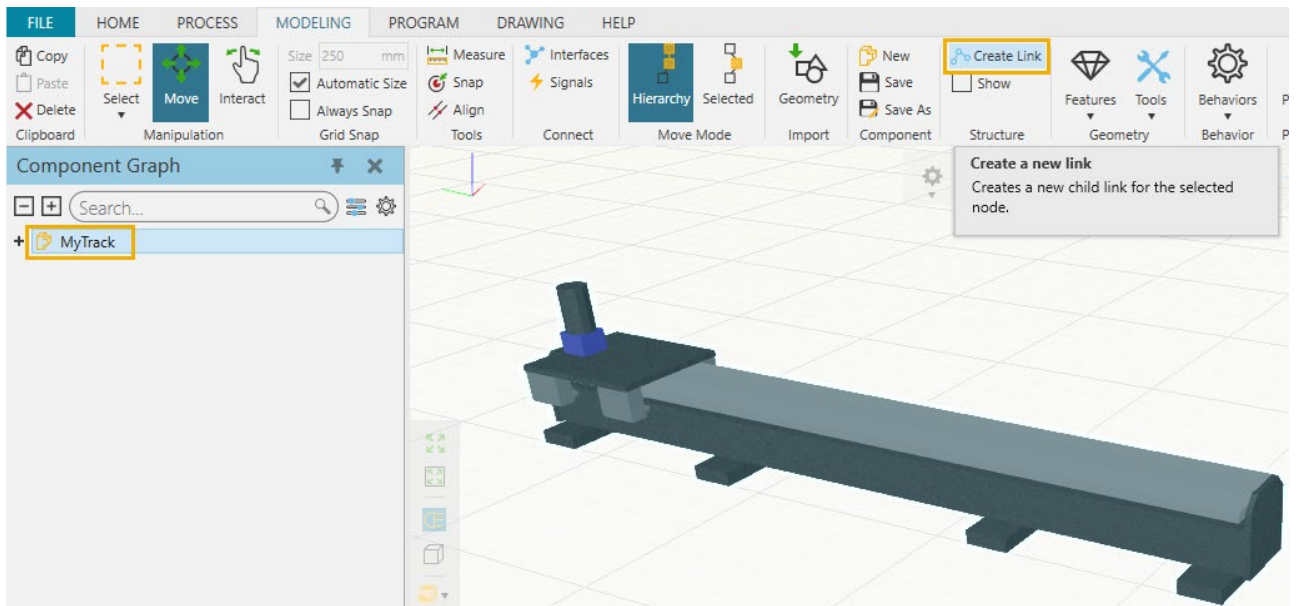 FILE HOME PROCESS MODELING PROGRAM DRAWING HELP
Copy
Paste
Delete
Clipboard
Select
Move
Interact
Manipulation
Size 250 mm
Automatic Size
Always Snap
Grid Snap
Measure
Snap
Align
Tools
Interfaces
Signals
Connect
Hierarchy
Selected
Move Mode
Geometry
Import
New
Save
Save As
Component
Create Link
Show
Structure
Features
Tools
Geometry
Behaviors
Behavior
Component Graph
Search...
MyTrack
Create a new link
Creates a new child link for the selected
node.